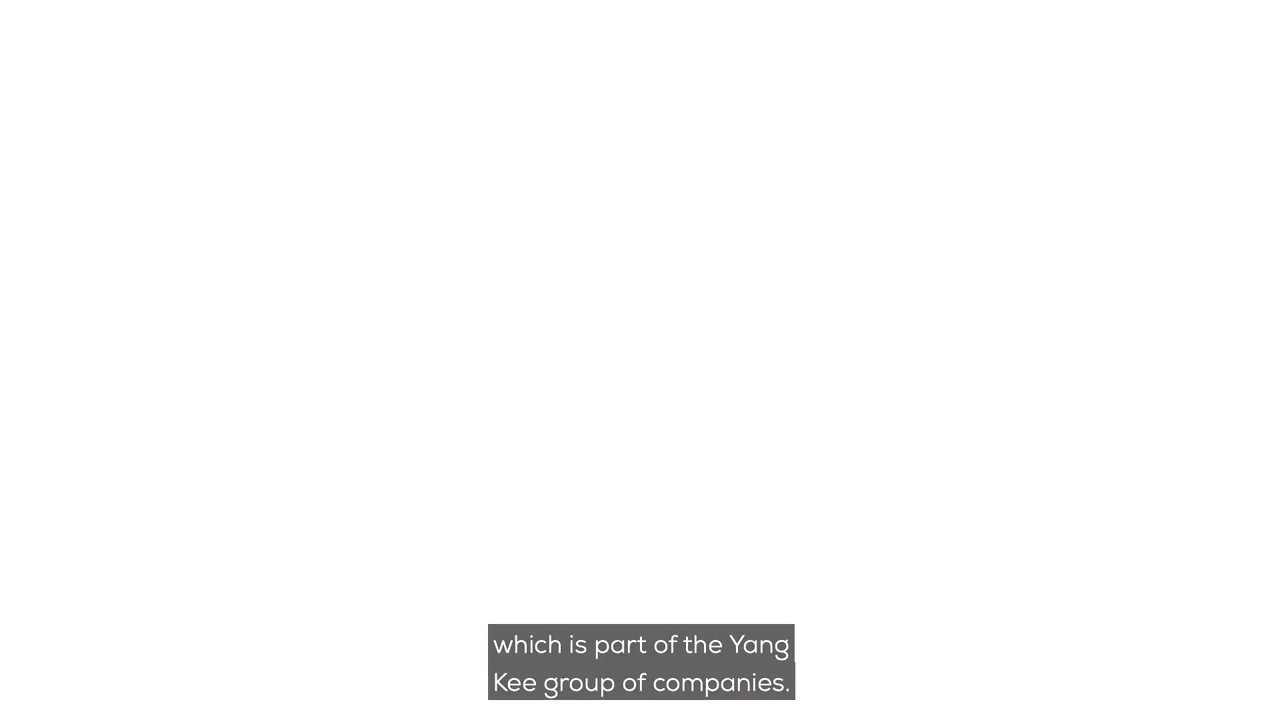 which is part of the Yang
Kee group of companies.